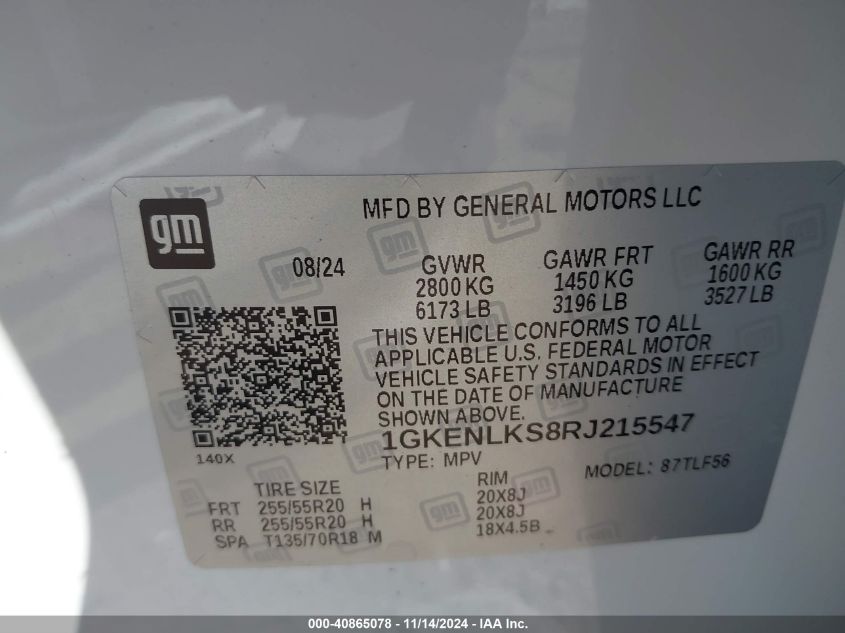 gm
MFD BY GENERAL MOTORS LLC
08/24
GVWR
2800 KG
6173 LB
GAWR FRT
1450 KG
3196 LB
GAWR RR
1600 KG
3527 LB
THIS VEHICLE CONFORMS TO ALL
APPLICABLE U.S. FEDERAL MOTOR
VEHICLE SAFETY STANDARDS IN EFFECT
ON THE DATE OF MANUFACTURE
SHOWN ABOVE.
1GKENLKS8RJ215547
TYPE: MPV
MODEL: 87TLF56
140X
TIRE SIZE
RIM
FRT 255/55R20 H 20X8J
RR 255/55R20 H 20X8J
SPA T135/70R18 M 18X4.5B
000-40865078 - 11/14/2024 - IAA Inc.